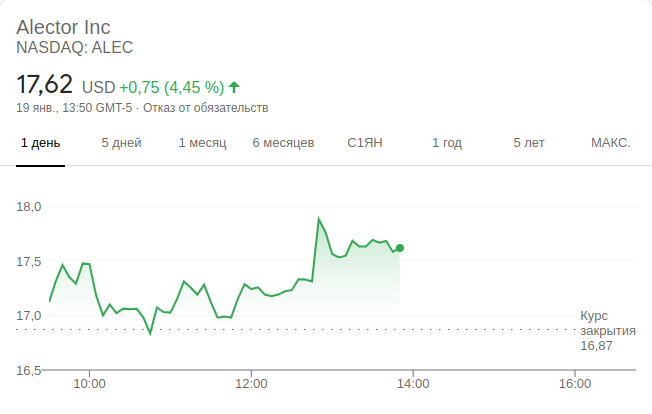 Alector Inc
NASDAQ: ALEC
17,62 USD +0,75 (4,45 %)
19 янв., 13:50 GMT-5 · Отказ от обязательств
1 день 5 дней 1 месяц 6 месяцев С1ЯН 1 год 5 лет МАКС.
18,0
17,5
17,0
Курс
закрытия
16,87
16,5
10:00 12:00 14:00 16:00